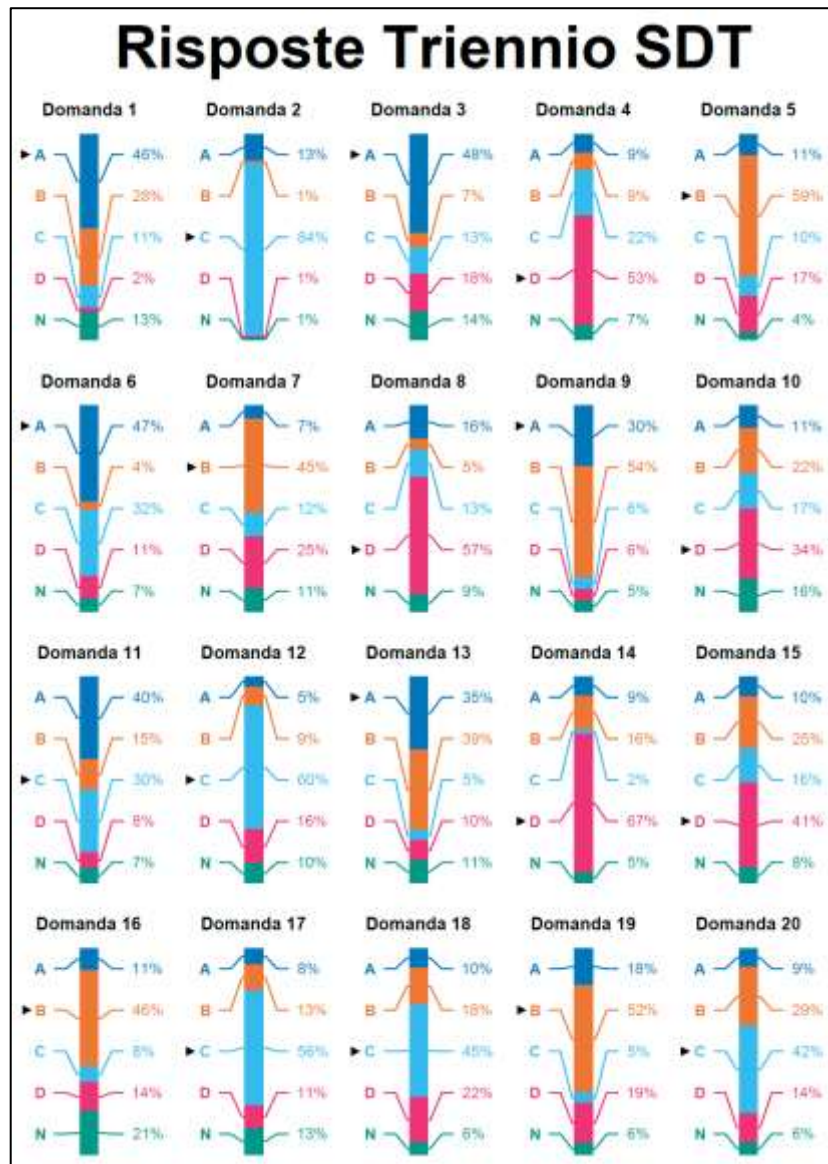 Risposte Triennio SDT
Domanda 1 Domanda 2 Domanda 3 Domanda 4 Domanda 5
►A 46% A 13% ►A 48% A 9% A 11%
B 28% B 1% B 7% B 8% ►B 59%
C 11% ►C 84% C 13% C 22% C 10%
D 2% D 1% D 18% ►D 53% D 17%
N 13% N 1% N 14% N 7% N 4%
Domanda 6 Domanda 7 Domanda 8 Domanda 9 Domanda 10
►A 47% A 7% A 16% ►A 30% A 11%
B 4% ►B 45% B 5% B 54% B 22%
C 32% C 12% C 13% C 6% C 17%
D 11% D 25% ►D 57% D 6% ►D 34%
N 7% N 11% N 9% N 5% N 16%
Domanda 11 Domanda 12 Domanda 13 Domanda 14 Domanda 15
A 40% A 5% ►A 35% A 9% A 10%
B 15% B 9% B 39% B 16% B 25%
►C 30% ►C 60% C 5% C 2% C 16%
D 8% D 16% D 10% ►D 67% ►D 41%
N 7% N 10% N 11% N 5% N 8%
Domanda 16 Domanda 17 Domanda 18 Domanda 19 Domanda 20
A 11% A 8% A 10% A 18% A 9%
►B 46% B 13% B 18% ►B 52% B 29%
C 8% ►C 56% ►C 45% C 5% ►C 42%
D 14% D 11% D 22% D 19% D 14%
N 21% N 13% N 6% N 6% N 6%